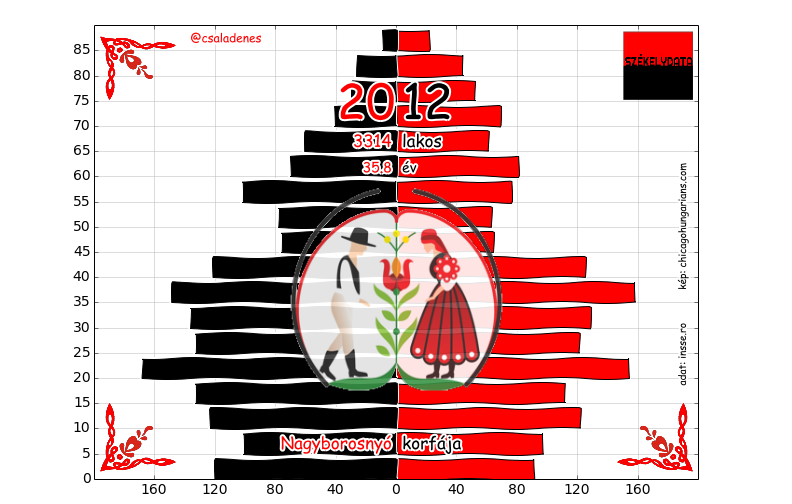 @csaladenes
SZÉKELYDATA
2012
3314 lakos
35.8 év
kép: chicagohungarians.com
adat: insse.ro
Nagyborosnyó korfája
85
80
75
70
65
60
55
50
45
40
35
30
25
20
15
10
5
0
160 120 80 40 0 40 80 120 160